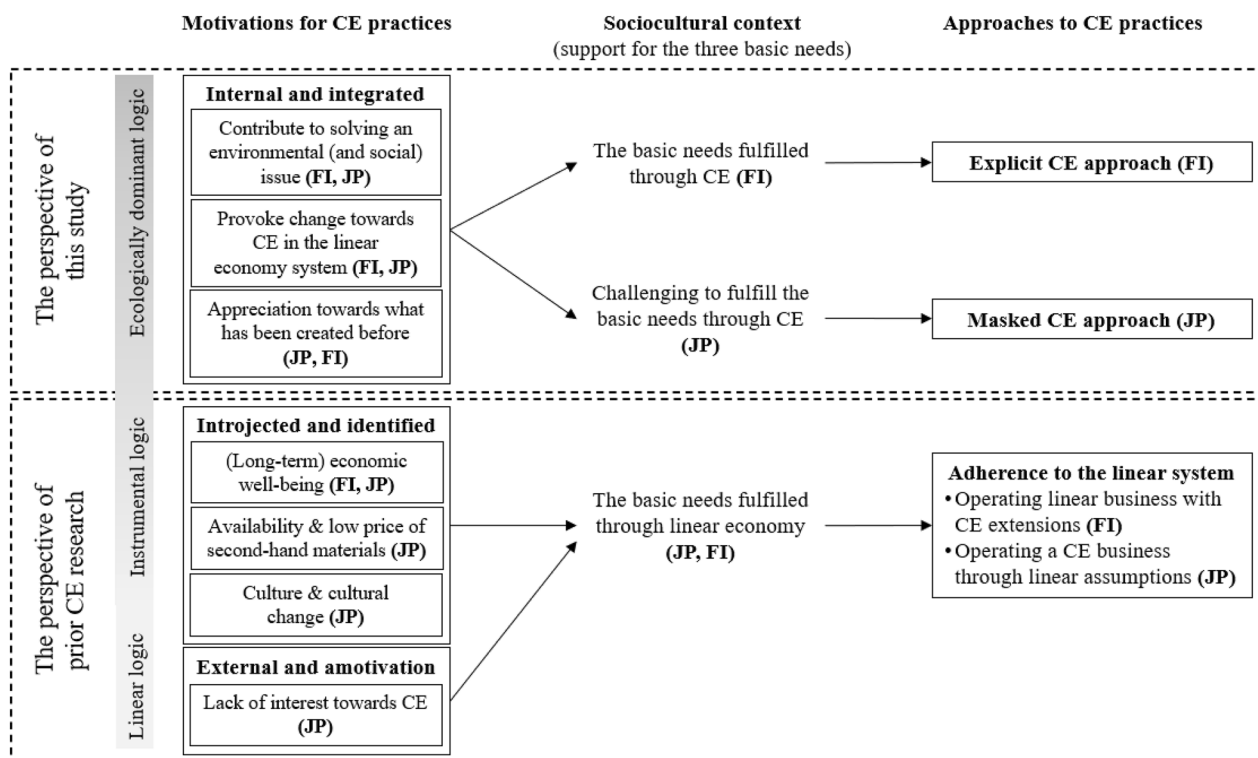 Motivations for CE practices
Sociocultural context
(support for the three basic needs)
Approaches to CE practices
The perspective of
this study
Ecologically dominant logic
Internal and integrated
Contribute to solving an
environmental (and social)
issue (FI, JP)
Provoke change towards
CE in the linear
economy system (FI, JP)
Appreciation towards what
has been created before
(JP, FI)
The basic needs fulfilled
through CE (FI)
Explicit CE approach (FI)
Challenging to fulfill the
basic needs through CE
(JP)
Masked CE approach (JP)
The perspective of
prior CE research
Instrumental logic
Linear logic
Introjected and identified
(Long-term) economic
well-being (FI, JP)
Availability & low price of
second-hand materials (JP)
Culture & cultural
change (JP)
External and amotivation
Lack of interest towards CE
(JP)
The basic needs fulfilled
through linear economy
(JP, FI)
Adherence to the linear system
•Operating linear business with
CE extensions (FI)
•Operating a CE business
through linear assumptions (JP)